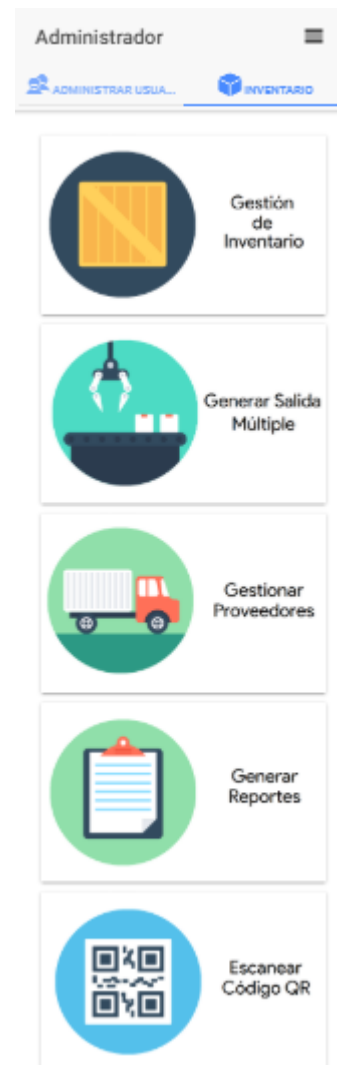 Administrador
ADMINISTRAR USUA...
INVENTARIO
Gestión
de
Inventario
Generar Salida
Múltiple
Gestionar
Proveedores
Generar
Reportes
Escanear
Código QR